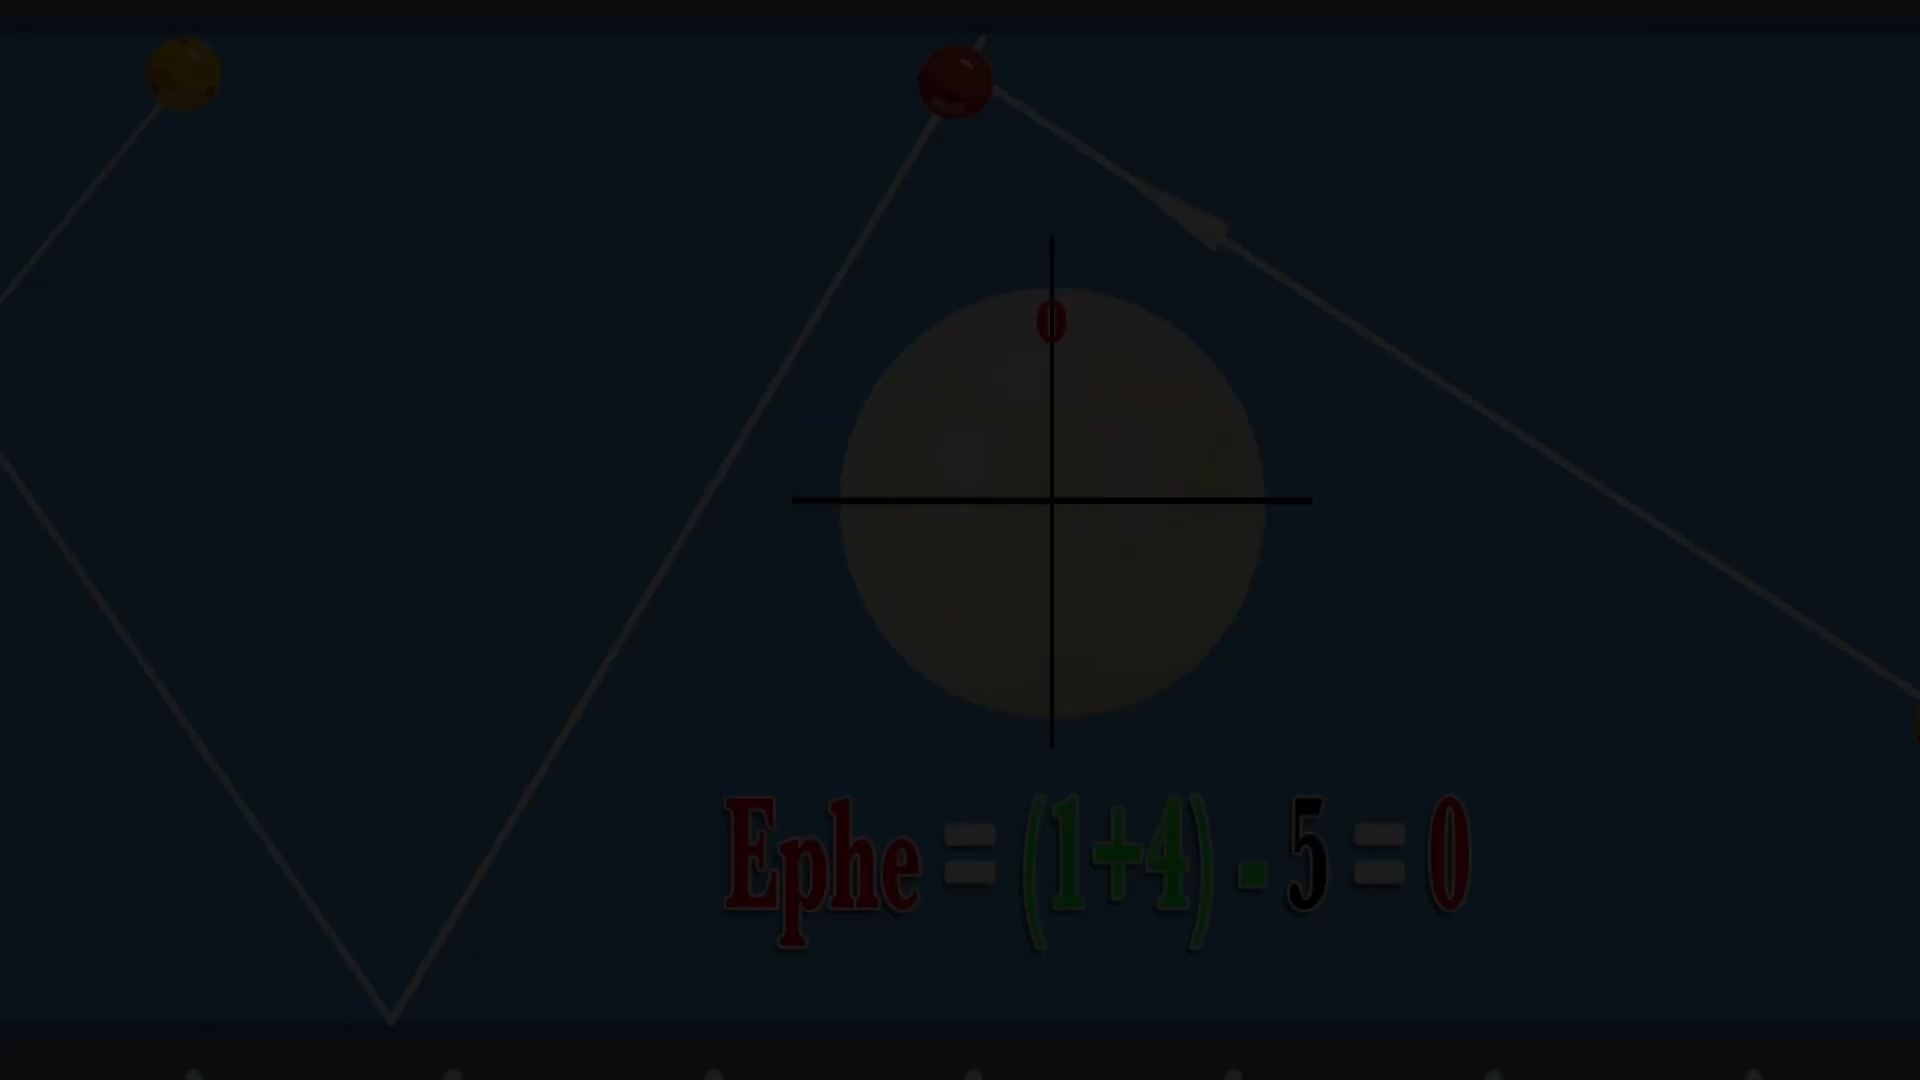 0
Ephe = (1+4) - 5 = 0